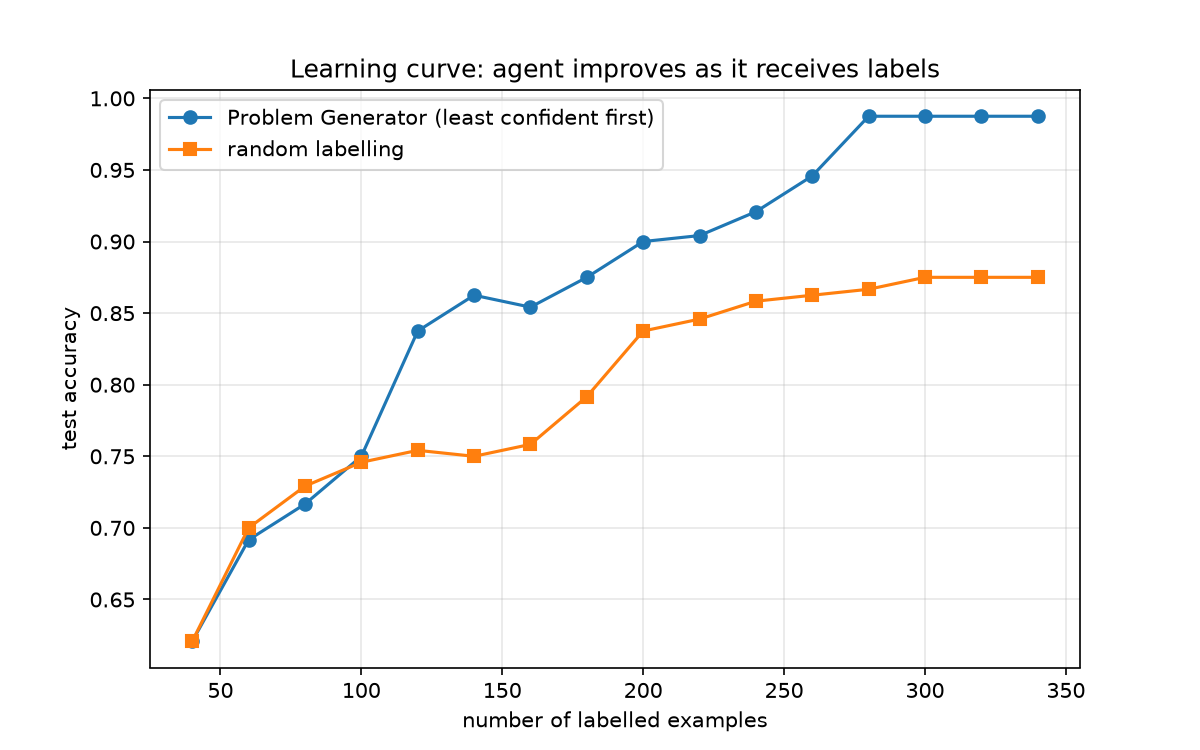 Learning curve: agent improves as it receives labels
Problem Generator (least confident first)
random labelling
1.00
0.95
0.90
0.85
0.80
0.75
0.70
0.65
test accuracy
50 100 150 200 250 300 350
number of labelled examples